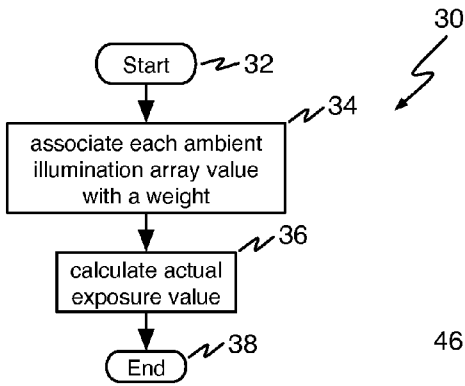 30
Start 32
34
associate each ambient
illumination array value
with a weight
36
calculate actual
exposure value
End 38
46